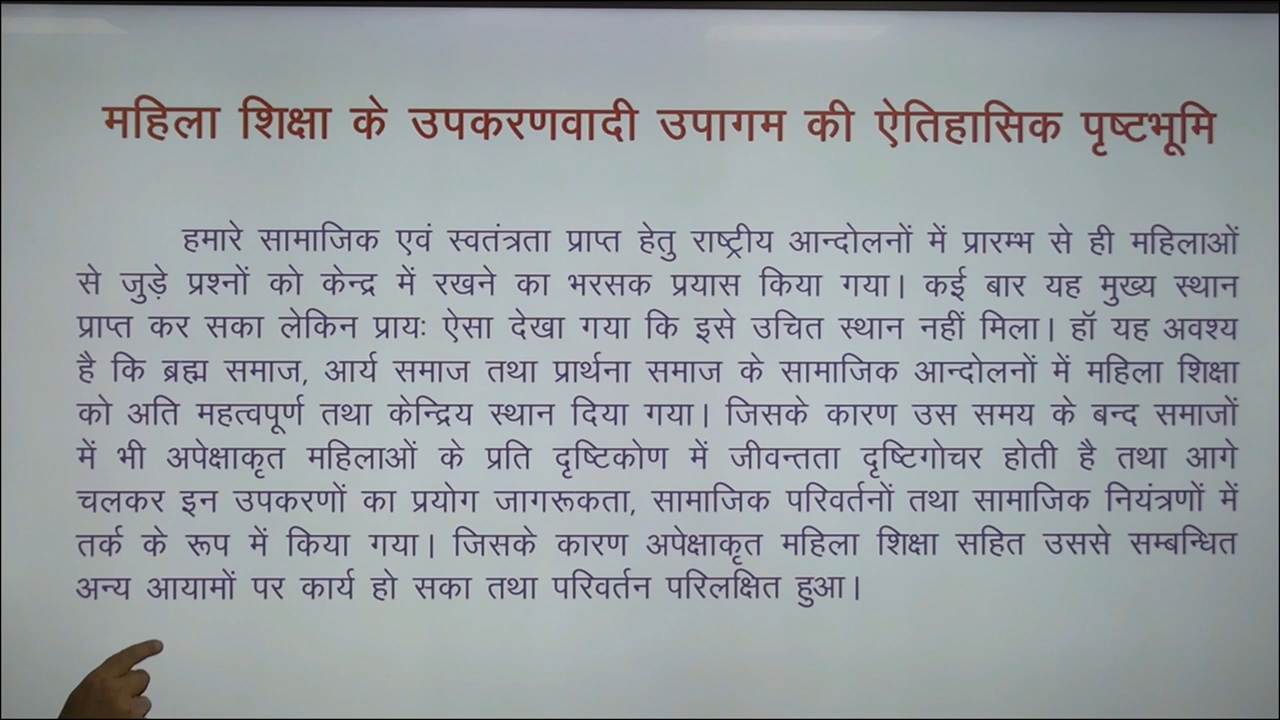 महिला शिक्षा के उपकरणवादी उपागम की ऐतिहासिक पृष्टभूमि
हमारे सामाजिक एवं स्वतंत्रता प्राप्त हेतु राष्ट्रीय आन्दोलनों में प्रारम्भ से ही महिलाओं
से जुड़े प्रश्नों को केन्द्र में रखने का भरसक प्रयास किया गया। कई बार यह मुख्य स्थान
प्राप्त कर सका लेकिन प्रायः ऐसा देखा गया कि इसे उचित स्थान नहीं मिला। हॉ यह अवश्य
है कि ब्रह्म समाज, आर्य समाज तथा प्रार्थना समाज के सामाजिक आन्दोलनों में महिला शिक्षा
को अति महत्वपूर्ण तथा केन्द्रिय स्थान दिया गया। जिसके कारण उस समय के बन्द समाजों
में भी अपेक्षाकृत महिलाओं के प्रति दृष्टिकोण में जीवन्तता दृष्टिगोचर होती है तथा आगे
चलकर इन उपकरणों का प्रयोग जागरूकता, सामाजिक परिवर्तनों तथा सामाजिक नियंत्रणों में
तर्क के रूप में किया गया। जिसके कारण अपेक्षाकृत महिला शिक्षा सहित उससे सम्बन्धित
अन्य आयामों पर कार्य हो सका तथा परिवर्तन परिलक्षित हुआ।